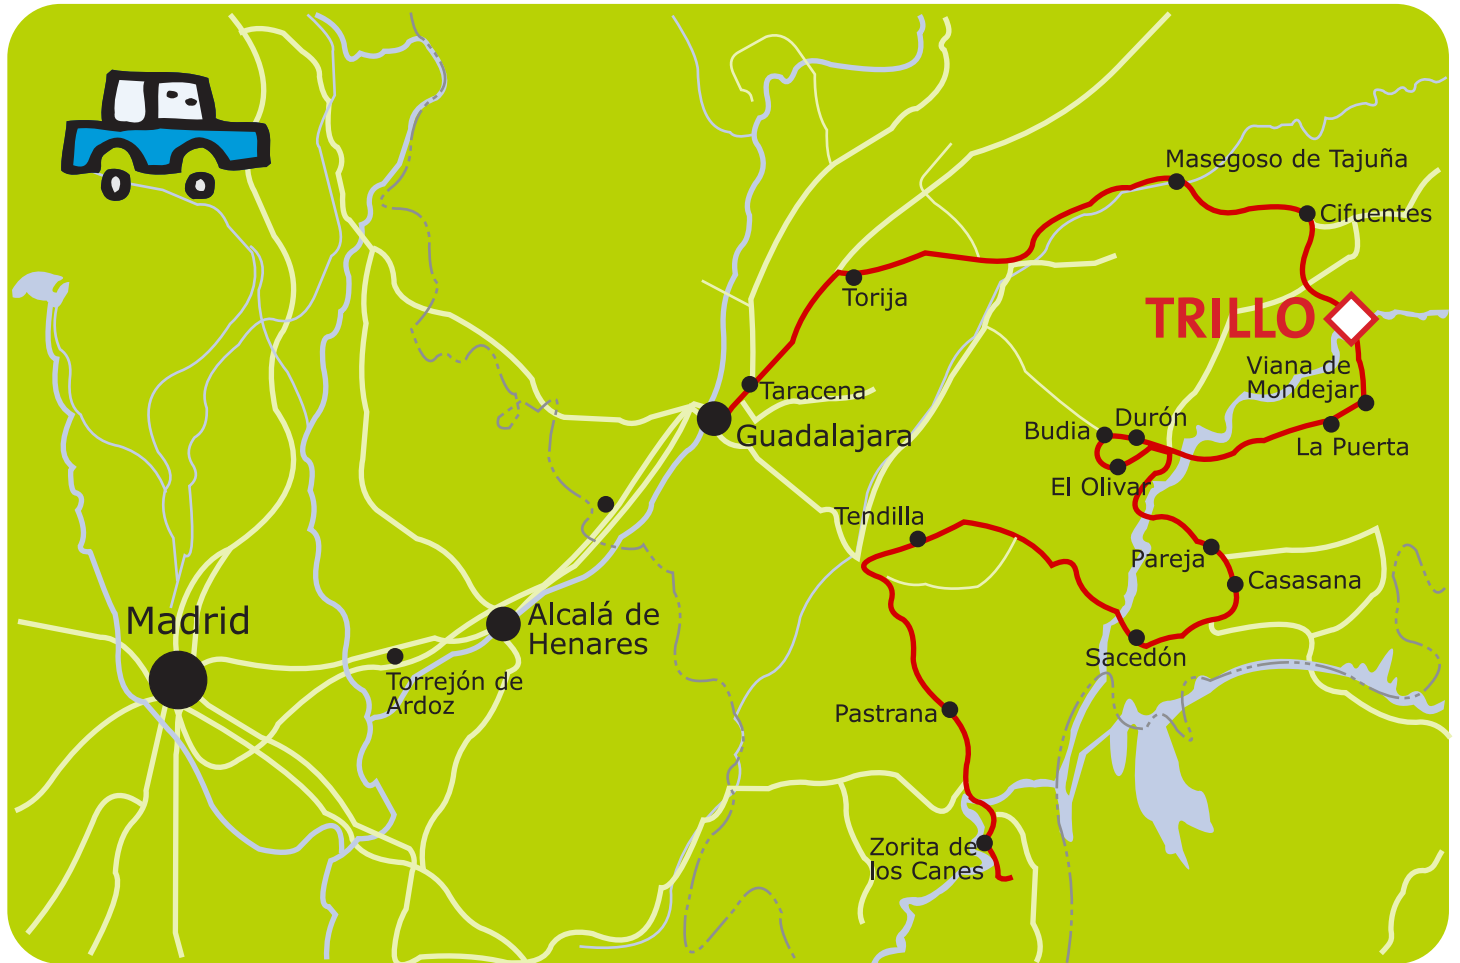 Masegoso de Tajuña
Cifuentes
Torija
TRILLO
Viana de
Mondejar
Taracena
Guadalajara
Budia
Durón
La Puerta
El Olivar
Tendilla
Pareja
Casasana
Madrid
Alcalá de
Henares
Sacedón
Torrejón de
Ardoz
Pastrana
Zorita de
los Canes